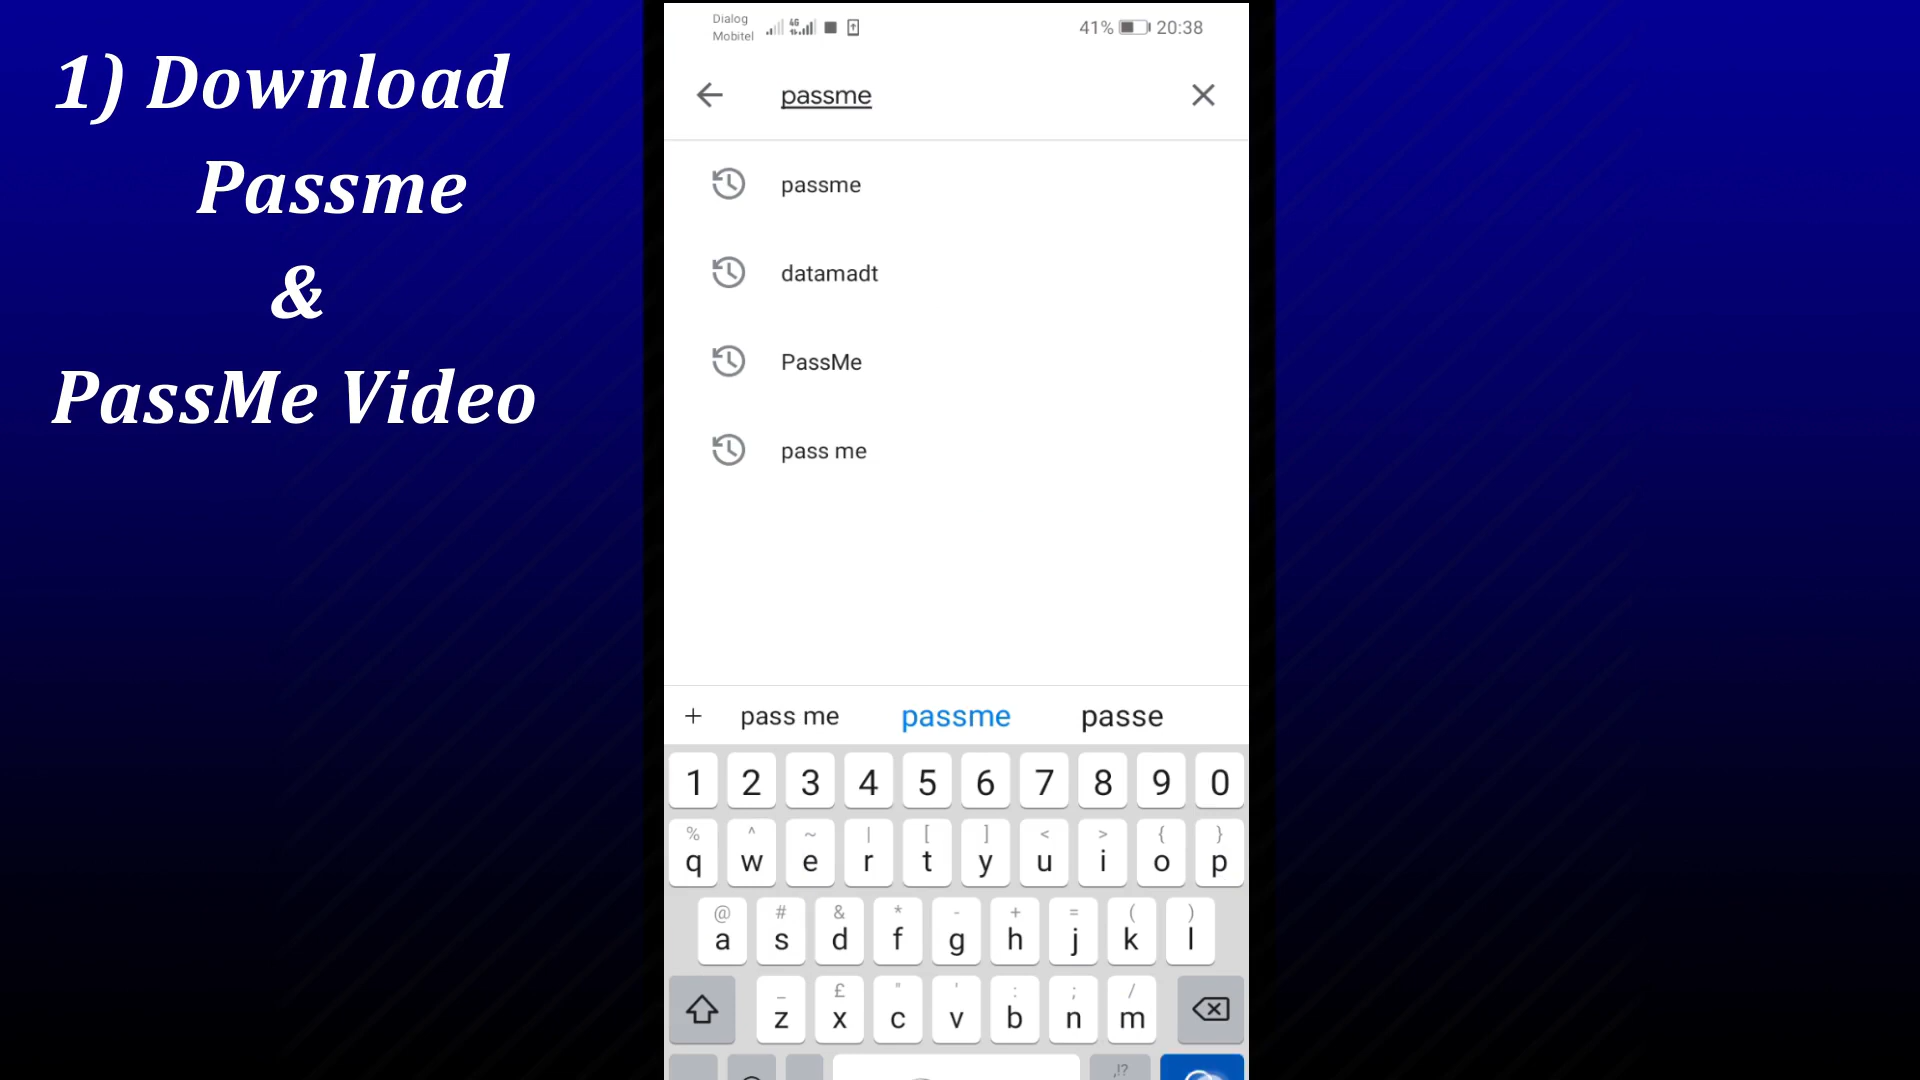 1) Download
Passme
&
PassMe Video
Dialog
Mobitel
4G
41% 20:38
passme
passme
datamadt
PassMe
pass me
+ pass me passme passe
1 2 3 4 5 6 7 8 9 0
% ^ ~ | [ ] < > { }
q w e r t y u i o p
@ # & * - + = ( )
a s d f g h j k l
_ £ " ' : ; /
z x c v b n m
,!?